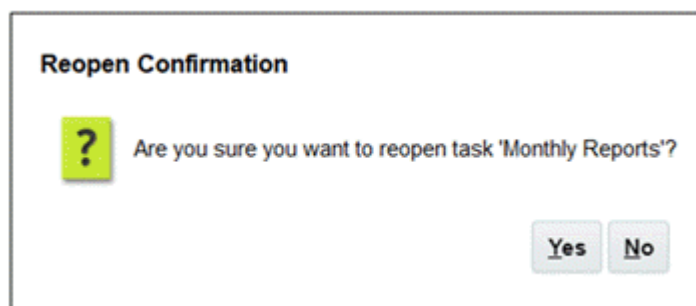 Reopen Confirmation
? Are you sure you want to reopen task 'Monthly Reports'?
Yes No